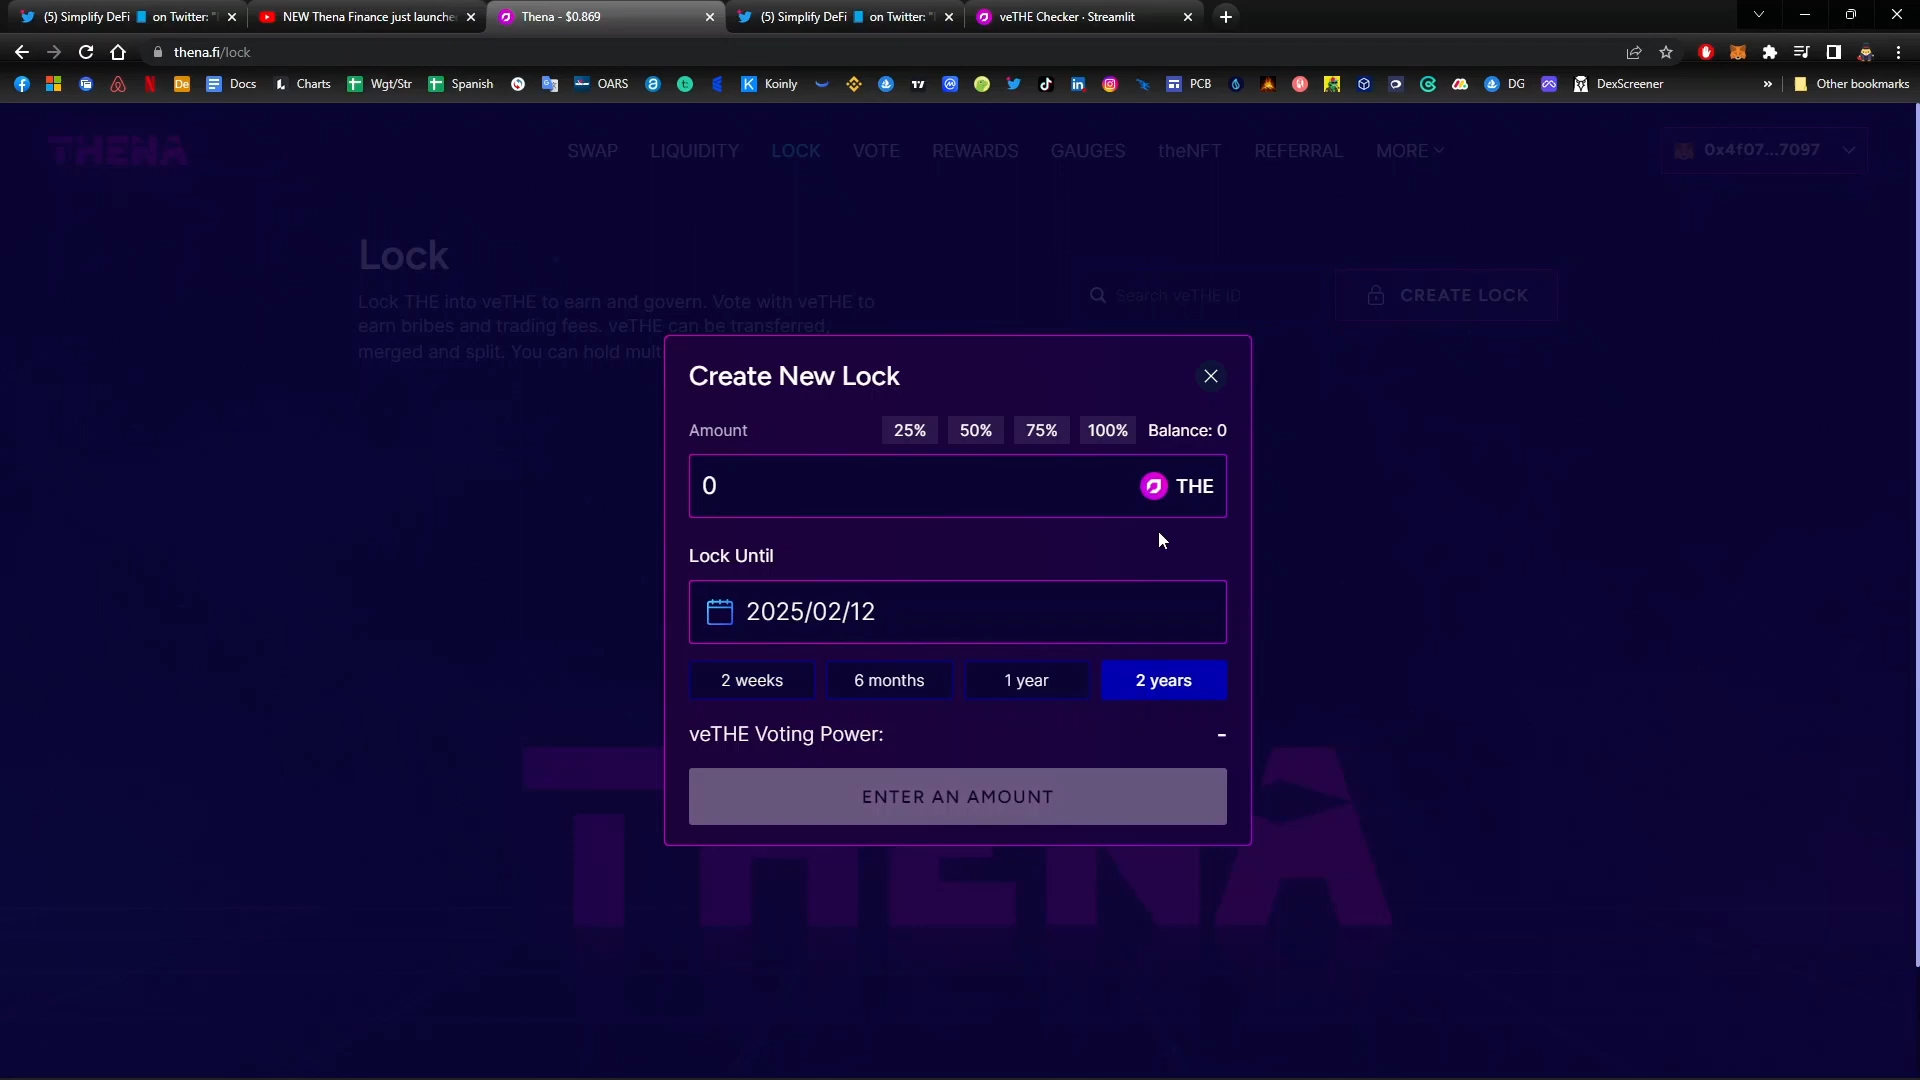 (5) Simplify DeFi 📘 on Twitter: "
NEW Thena Finance just launche
Thena - $0.869
(5) Simplify DeFi 📘 on Twitter: "
veTHE Checker · Streamlit
thena.fi/lock
Docs
Charts
Wgt/Str
Spanish
OARS
Koinly
PCB
DG
DexScreener
»
Other bookmarks
THENA
SWAP LIQUIDITY LOCK VOTE REWARDS GAUGES theNFT REFERRAL MORE
0x4f07...7097
Lock
Lock THE into veTHE to earn and govern. Vote with veTHE to
earn bribes and trading fees. veTHE can be transferred,
merged and split. You can hold mult
Search veTHE ID
CREATE LOCK
Create New Lock
Amount 25% 50% 75% 100% Balance: 0
0 THE
Lock Until
2025/02/12
2 weeks 6 months 1 year 2 years
veTHE Voting Power: -
ENTER AN AMOUNT
THENA